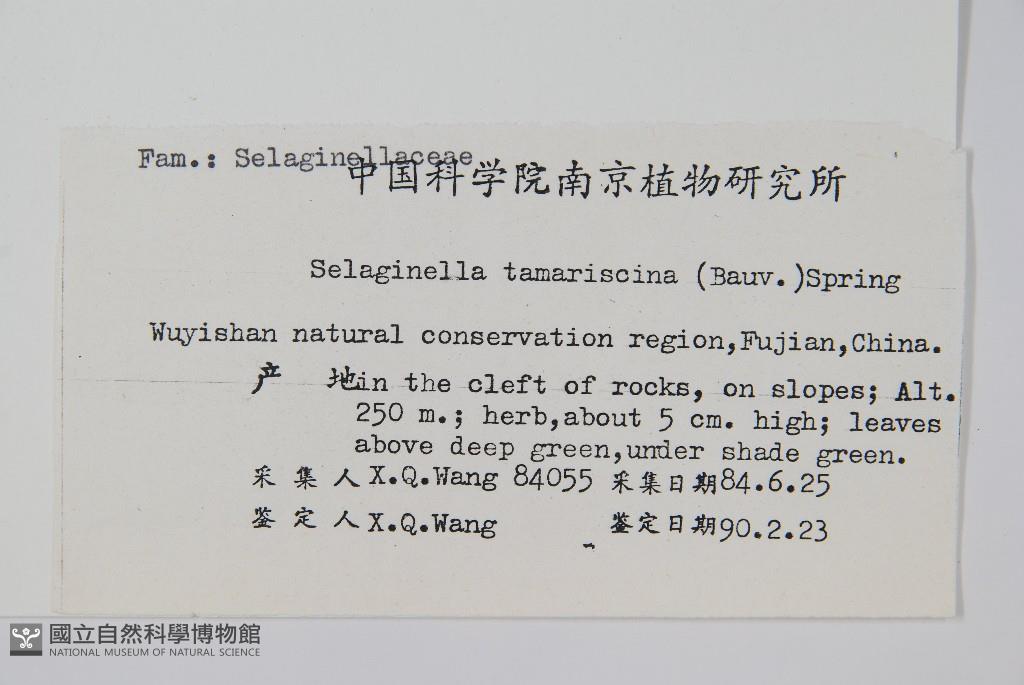 Fam.: Selaginellaceae
中国科学院南京植物研究所
Selaginella tamariscina (Bauv.)Spring
Wuyishan natural conservation region,Fujian,China.
产 地in the cleft of rocks, on slopes; Alt.
250 m.; herb,about 5 cm. high; leaves
above deep green,under shade green.
采 集 人 X.Q.Wang 84055 采集日期84.6.25
鉴 定 人 X.Q.Wang 鉴定日期90.2.23
國立自然科學博物館
NATIONAL MUSEUM OF NATURAL SCIENCE